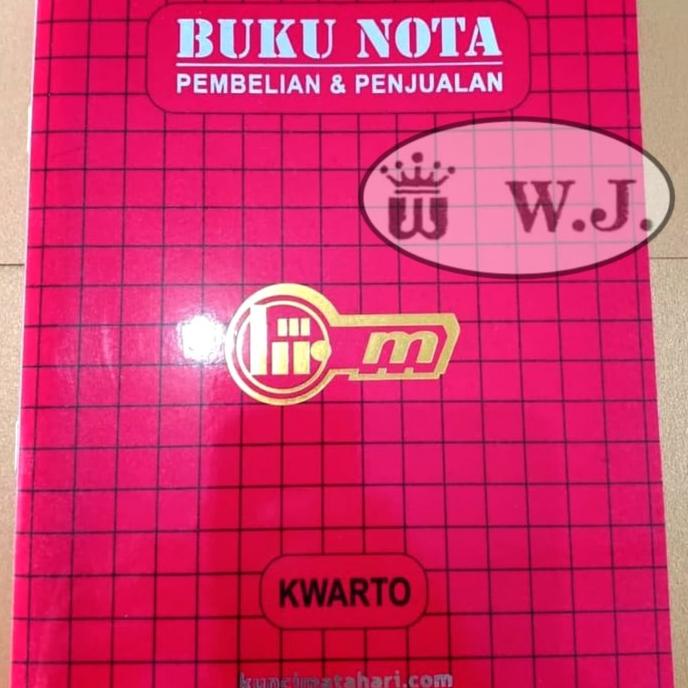 BUKU NOTA
PEMBELIAN & PENJUALAN
W.J.
m
KWARTO
kuncimatahari.com